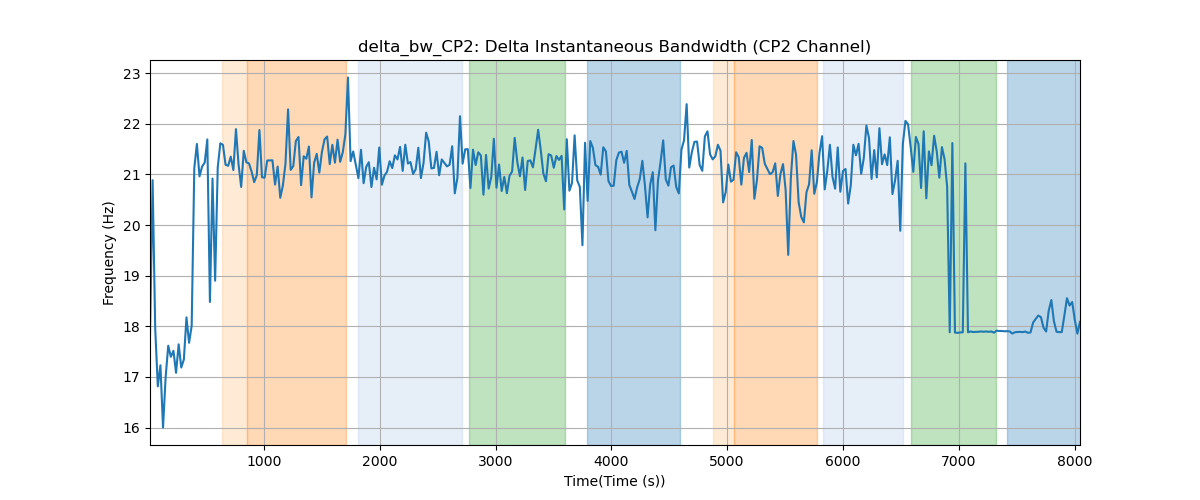 delta_bw_CP2: Delta Instantaneous Bandwidth (CP2 Channel)
Frequency (Hz)
23
22
21
20
19
18
17
16
1000 2000 3000 4000 5000 6000 7000 8000
Time(Time (s))